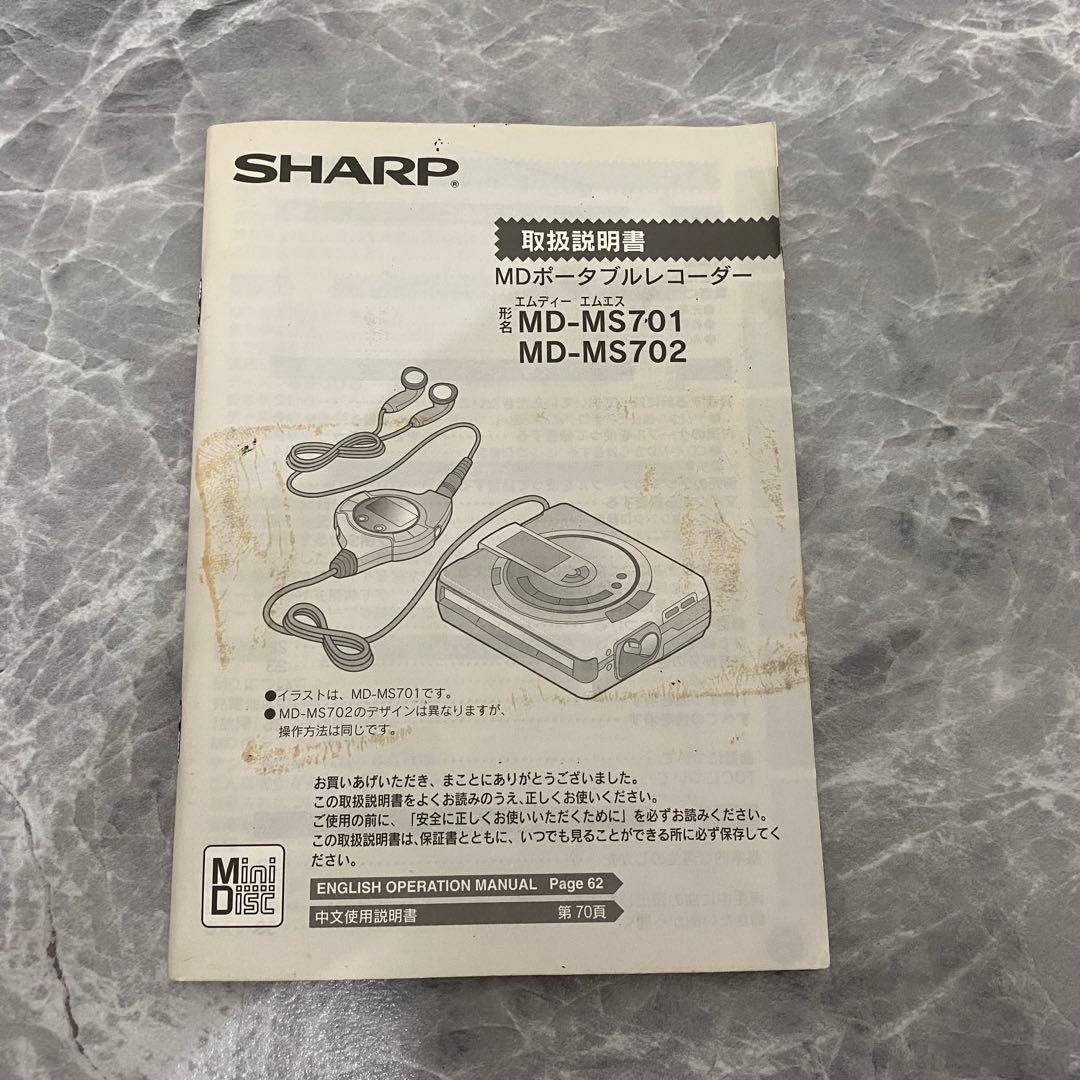 SHARP®
取扱説明書
MDポータブルレコーダー
エムディー エムエス
形名 MD-MS701
MD-MS702
●イラストは、MD-MS701です。
●MD-MS702のデザインは異なりますが、
操作方法は同じです。
お買いあげいただき、まことにありがとうございました。
この取扱説明書をよくお読みのうえ、正しくお使いください。
ご使用の前に、「安全に正しくお使いいただくために」を必ずお読みください。
この取扱説明書は、保証書とともに、いつでも見ることができる所に必ず保存してく
ださい。
Mini
Disc
ENGLISH OPERATION MANUAL Page 62
中文使用説明書 第70頁